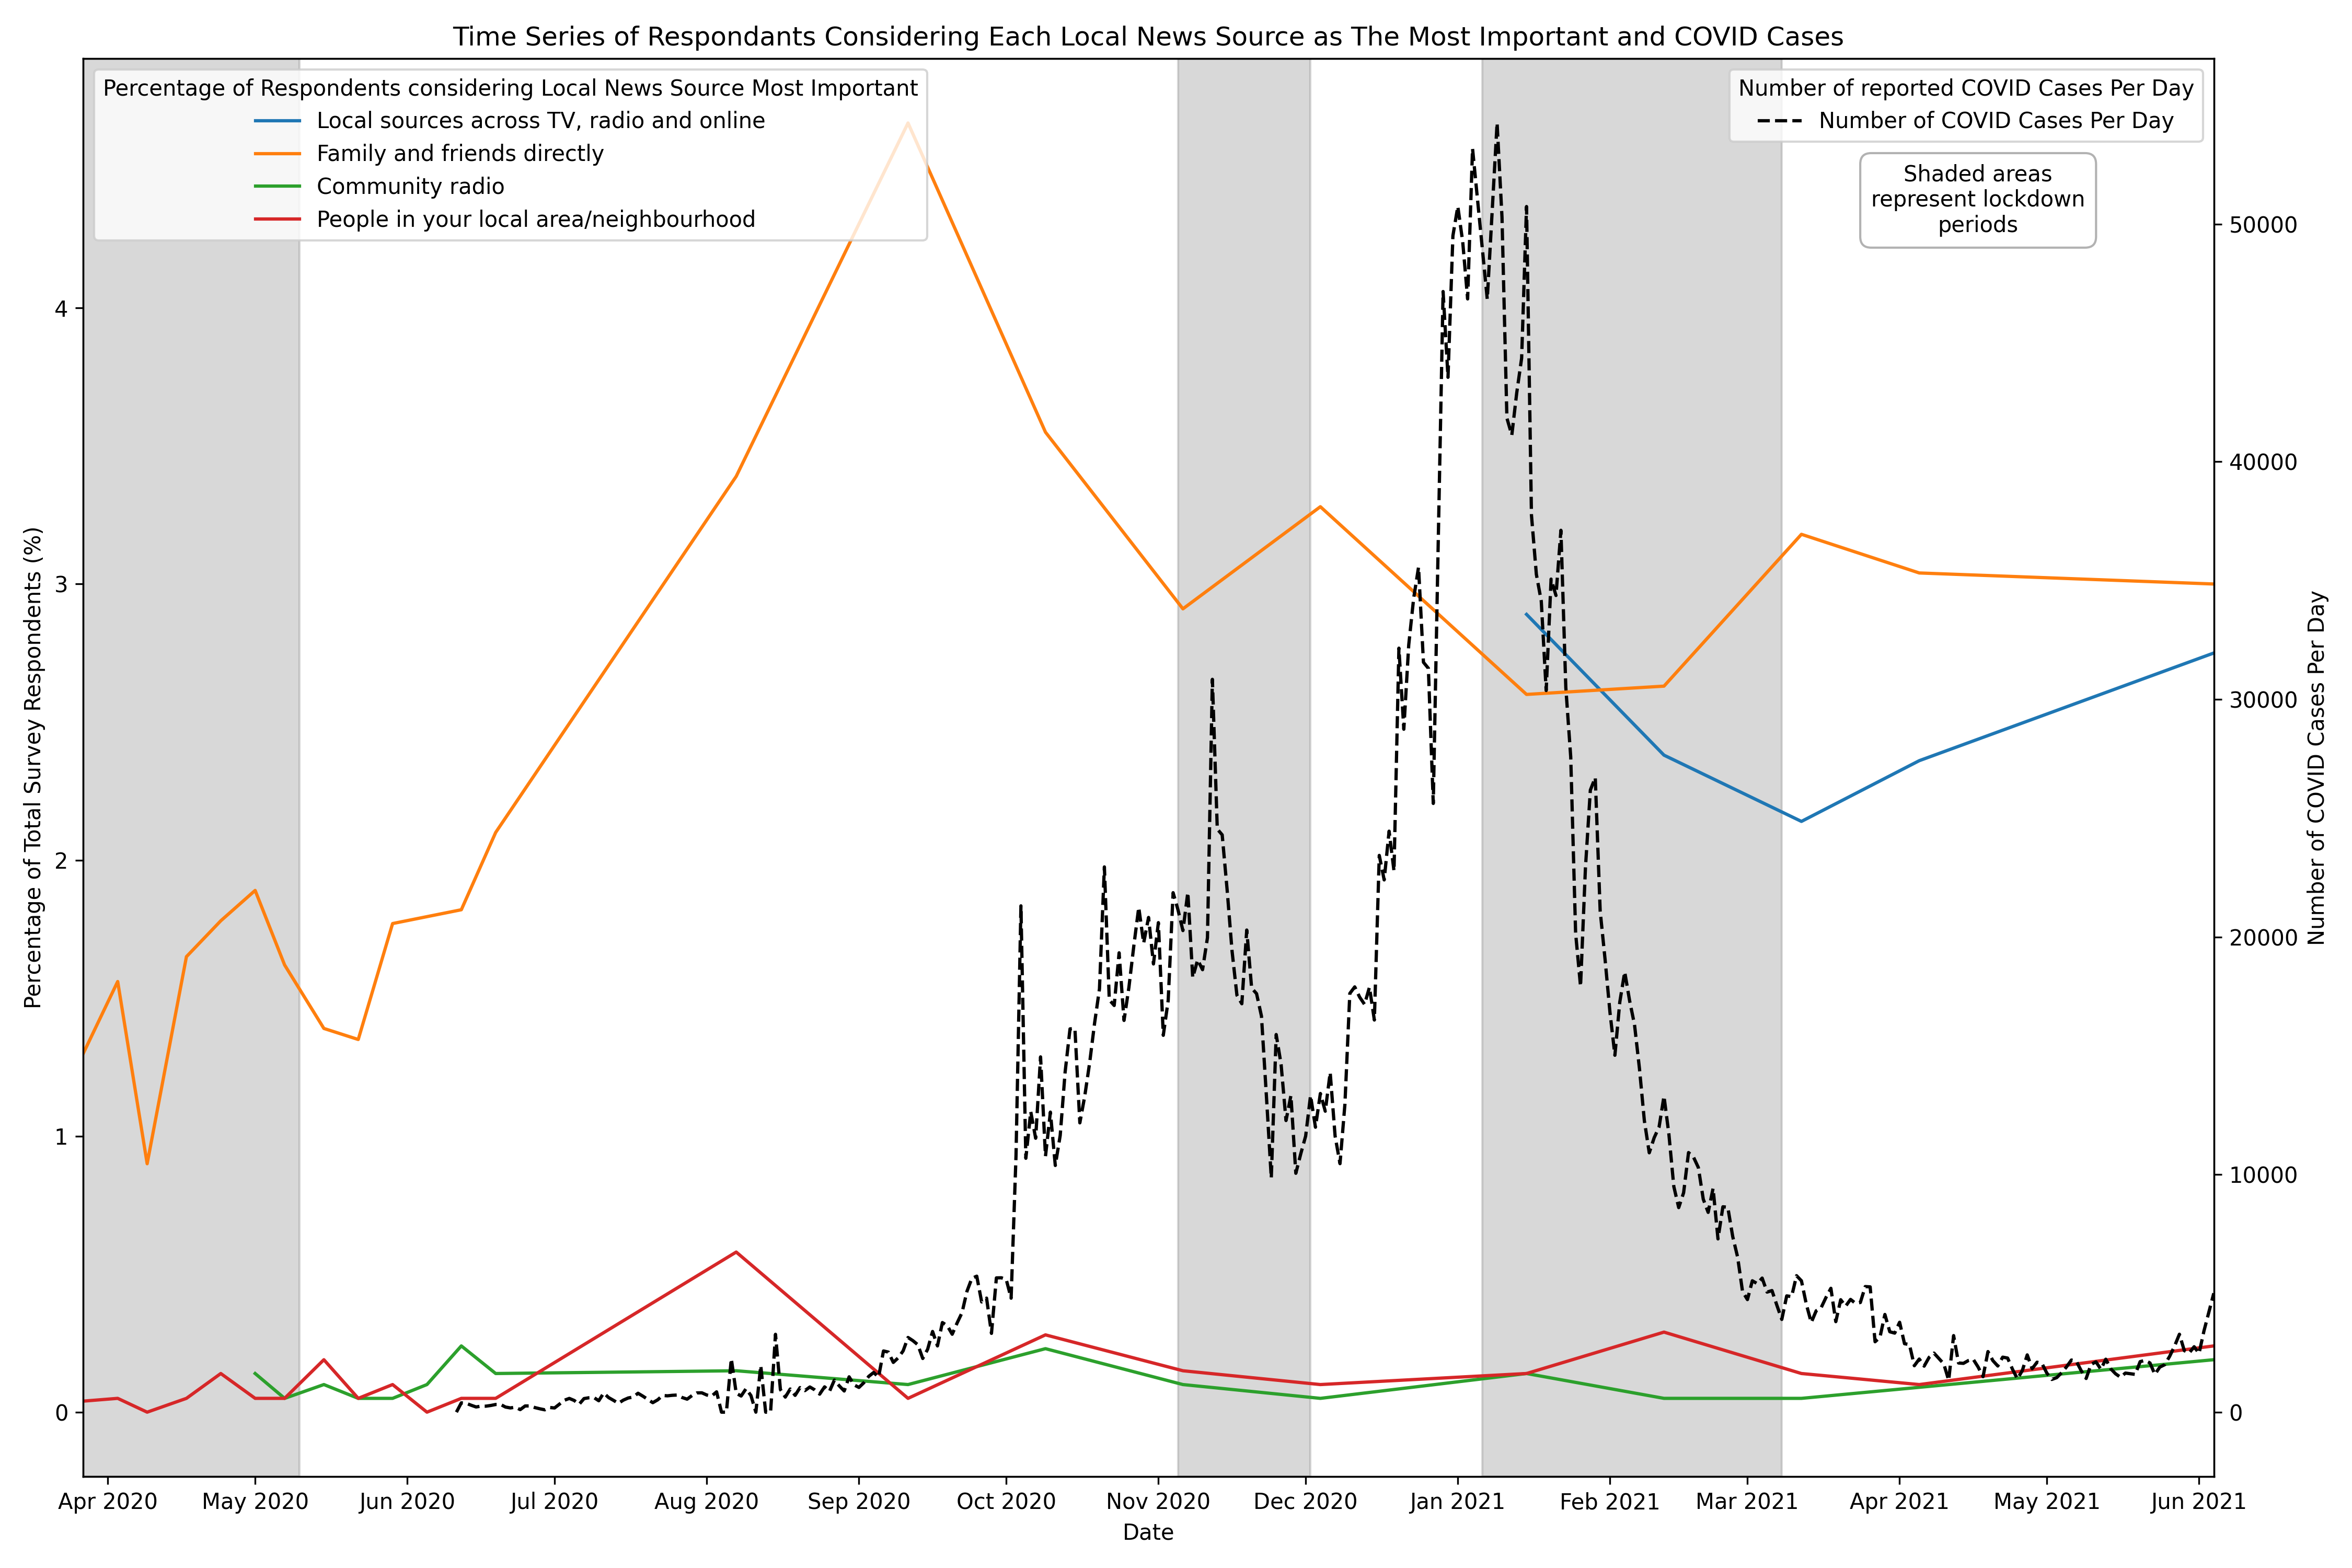 Time Series of Respondants Considering Each Local News Source as The Most Important and COVID Cases
Percentage of Respondents considering Local News Source Most Important
Local sources across TV, radio and online
Family and friends directly
Community radio
People in your local area/neighbourhood
Number of reported COVID Cases Per Day
Number of COVID Cases Per Day
Shaded areas
represent lockdown
periods
Percentage of Total Survey Respondents (%)
4
3
2
1
0
50000
40000
30000
20000
10000
0
Number of COVID Cases Per Day
Apr 2020
May 2020
Jun 2020
Jul 2020
Aug 2020
Sep 2020
Oct 2020
Nov 2020
Dec 2020
Jan 2021
Feb 2021
Mar 2021
Apr 2021
May 2021
Jun 2021
Date